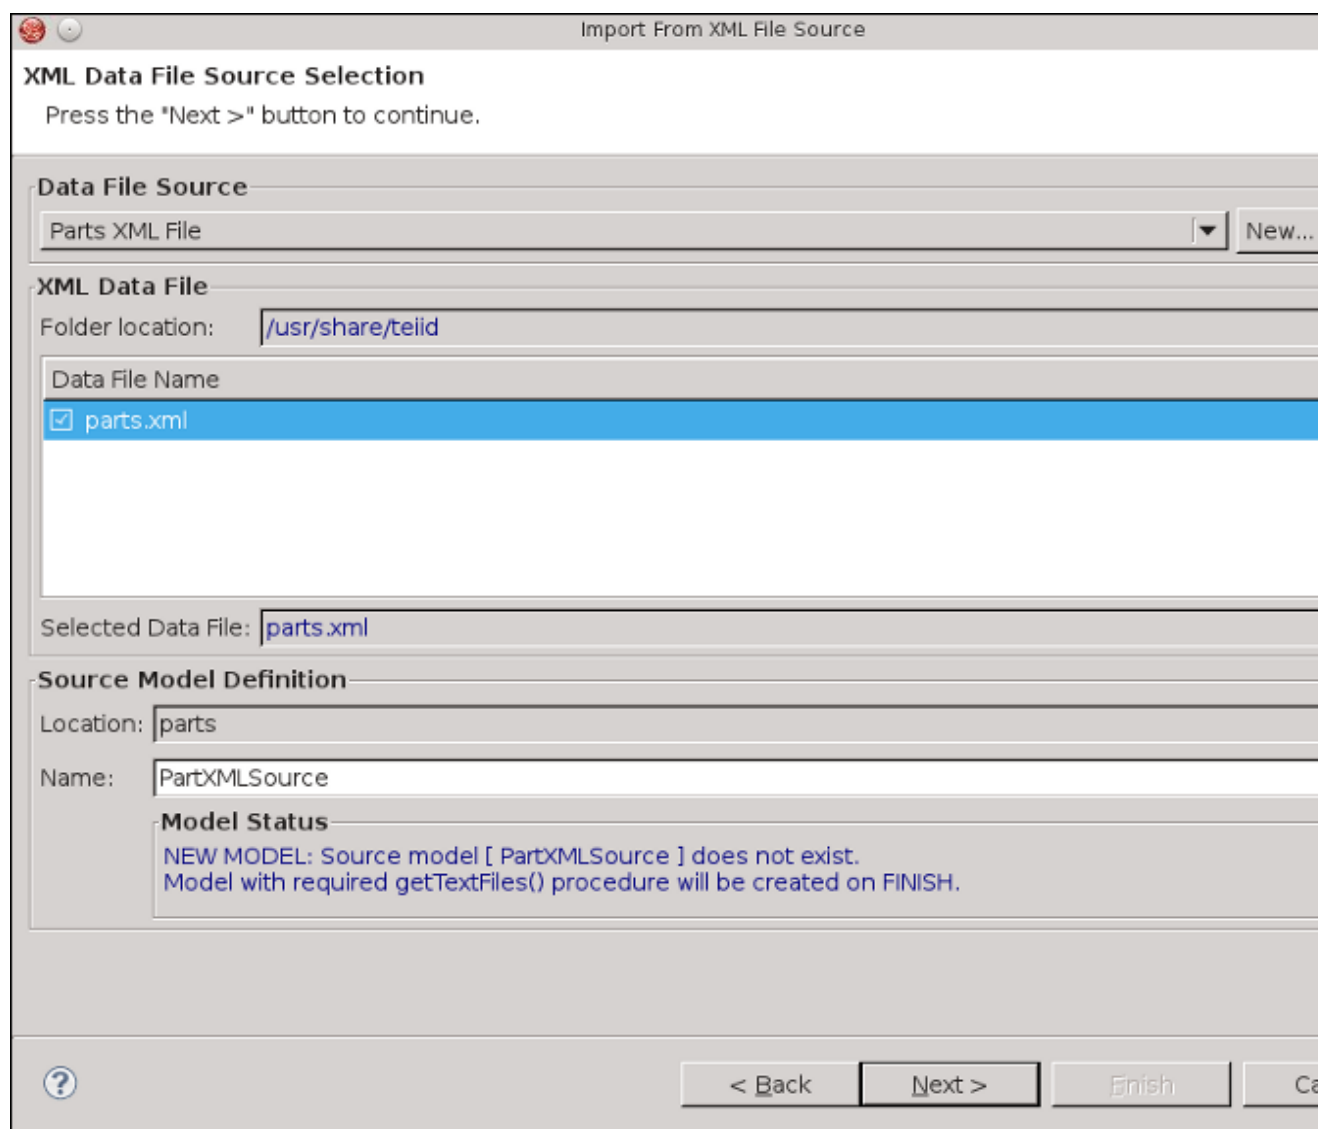 Import From XML File Source
XML Data File Source Selection
Press the "Next >" button to continue.
Data File Source
Parts XML File
New...
XML Data File
Folder location: /usr/share/teiid
Data File Name
parts.xml
Selected Data File: parts.xml
Source Model Definition
Location: parts
Name: PartXMLSource
Model Status
NEW MODEL: Source model [ PartXMLSource ] does not exist.
Model with required getTextFiles() procedure will be created on FINISH.
? < Back Next > Finish Ca